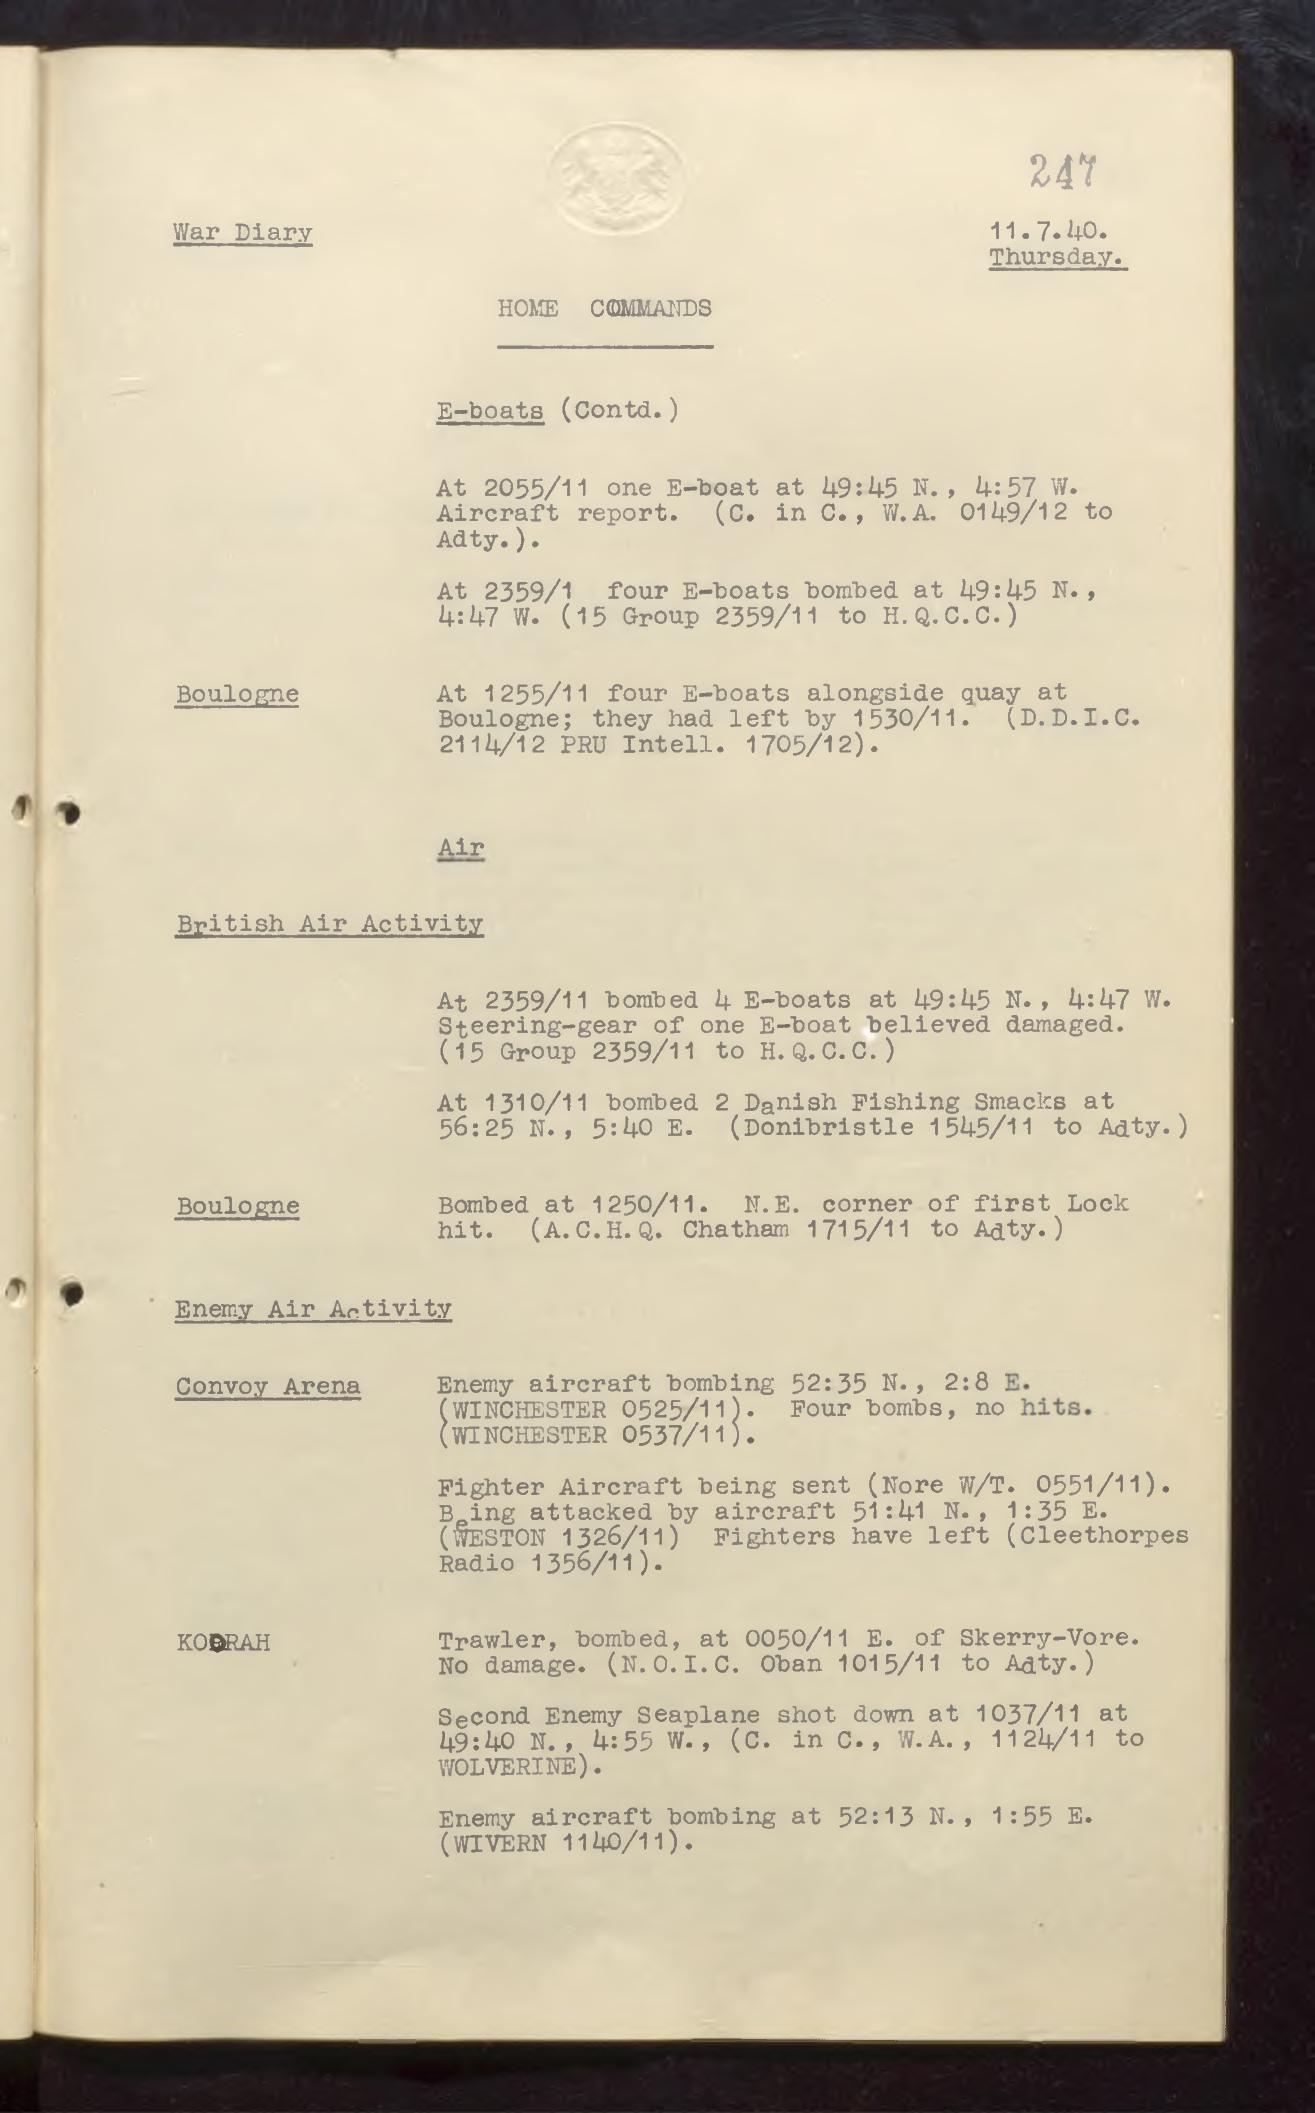 247
War Diary
11.7.40.
Thursday.
HOME COMMANDS
E-boats (Contd.)
At 2055/11 one E-boat at 49:45 N., 4:57 W.
Aircraft report. (C. in C., W.A. 0149/12 to
Adty.).
At 2359/1 four E-boats bombed at 49:45 N.,
4:47 W. (15 Group 2359/11 to H.Q.C.C.)
Boulogne
At 1255/11 four E-boats alongside quay at
Boulogne; they had left by 1530/11. (D.D.I.C.
2114/12 PRU Intell. 1705/12).
Air
British Air Activity
At 2359/11 bombed 4 E-boats at 49:45 N., 4:47 W.
Steering-gear of one E-boat believed damaged.
(15 Group 2359/11 to H.Q.C.C.)
At 1310/11 bombed 2 Danish Fishing Smacks at
56:25 N., 5:40 E. (Donibristle 1545/11 to Adty.)
Boulogne
Bombed at 1250/11. N.E. corner of first Lock
hit. (A.C.H.Q. Chatham 1715/11 to Adty.)
Enemy Air Activity
Convoy Arena
Enemy aircraft bombing 52:35 N., 2:8 E.
(WINCHESTER 0525/11). Four bombs, no hits.
(WINCHESTER 0537/11).
Fighter Aircraft being sent (Nore W/T. 0551/11).
Being attacked by aircraft 51:41 N., 1:35 E.
(WESTON 1326/11) Fighters have left (Cleethorpes
Radio 1356/11).
Trawler, bombed, at 0050/11 E. of Skerry-Vore.
No damage. (N.O.I.C. Oban 1015/11 to Adty.)
Second Enemy Seaplane shot down at 1037/11 at
49:40 N., 4:55 W., (C. in C., W.A., 1124/11 to
WOLVERINE).
Enemy aircraft bombing at 52:13 N., 1:55 E.
(WIVERN 1140/11).